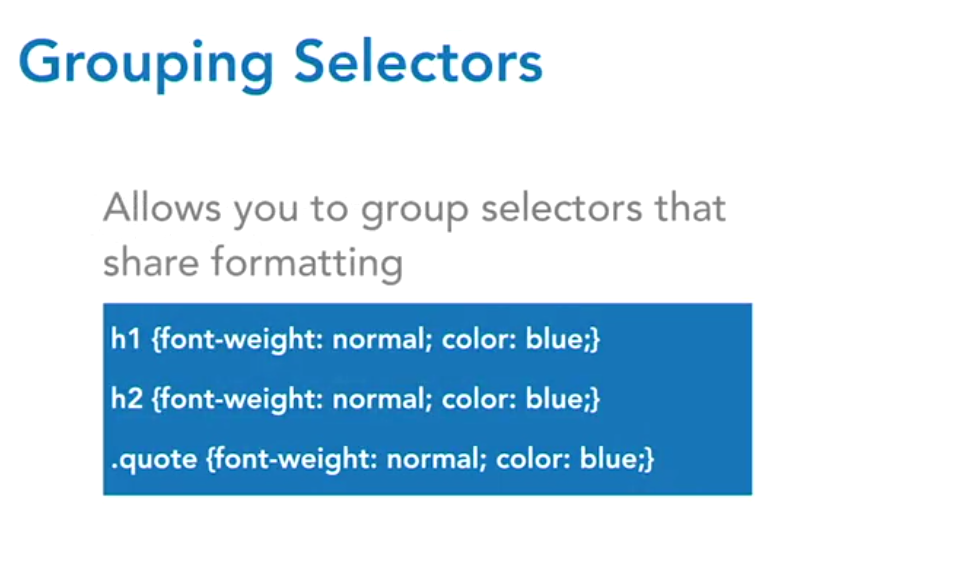 Grouping Selectors
Allows you to group selectors that
share formatting
h1 {font-weight: normal; color: blue;}
h2 {font-weight: normal; color: blue;}
.quote {font-weight: normal; color: blue;}